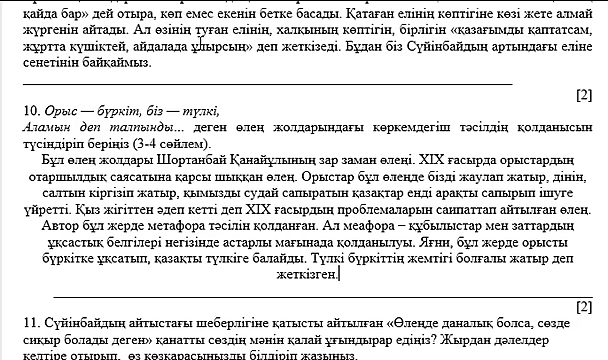 қайда бар» дей отыра, көп емес екенін бетке басады. Қатаған елінің көптігіне көзі жете алмай
жүргенін айтады. Ал өзінің туған елінің, халқының көптігін, бірлігін «қазағымды қаптатсам,
жұртта күшіктей, айдалада ұлырсың» деп жеткізеді. Бұдан біз Сүйінбайдың артындағы еліне
сенетінін байқаймыз.
[2]
10. Орыс — бүркіт, біз — түлкі,
Аламын деп талпынды... деген өлең жолдарындағы көркемдегіш тәсілдің қолданысын
түсіндіріп беріңіз (3-4 сөйлем).
Бұл өлең жолдары Шортанбай Қанайұлының зар заман өлеңі. XIX ғасырда орыстардың
отаршылдық саясатына қарсы шыққан өлең. Орыстар бұл өлеңде бізді жаулап жатыр, дінін,
салтын кіргізіп жатыр, қымызды судай сапыратын қазақтар енді арақты сапырып ішуге
үйретті. Қыз жігіттен әдеп кетті деп XIX ғасырдың проблемаларын саипаттап айтылған өлең.
Автор бұл жерде метафора тәсілін қолданған. Ал меафора – құбылыстар мен заттардың
ұқсастық белгілері негізінде астарлы мағынада қолданылуы. Яғни, бұл жерде орысты
бүркітке ұқсатып, қазақты түлкіге балайды. Түлкі бүркіттің жемтігі болғалы жатыр деп
жеткізген.
[2]
11. Сүйінбайдың айтыстағы шеберлігіне қатысты айтылған «Өлеңде даналық болса, сөзде
сиқыр болады деген» қанатты сөздің мәнін қалай ұғындырар едіңіз? Жырдан дәлелдер
келтіре отырып, өз көзқарасыңызды білдіріп жазыңыз.